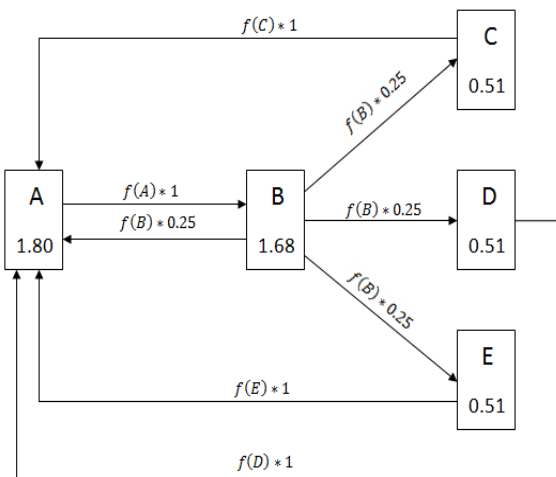 f(C) * 1
C
0.51
f(B) * 0.25
A
1.80
f(A) * 1
f(B) * 0.25
B
1.68
f(B) * 0.25
D
0.51
f(B) * 0.25
E
0.51
f(E) * 1
f(D) * 1